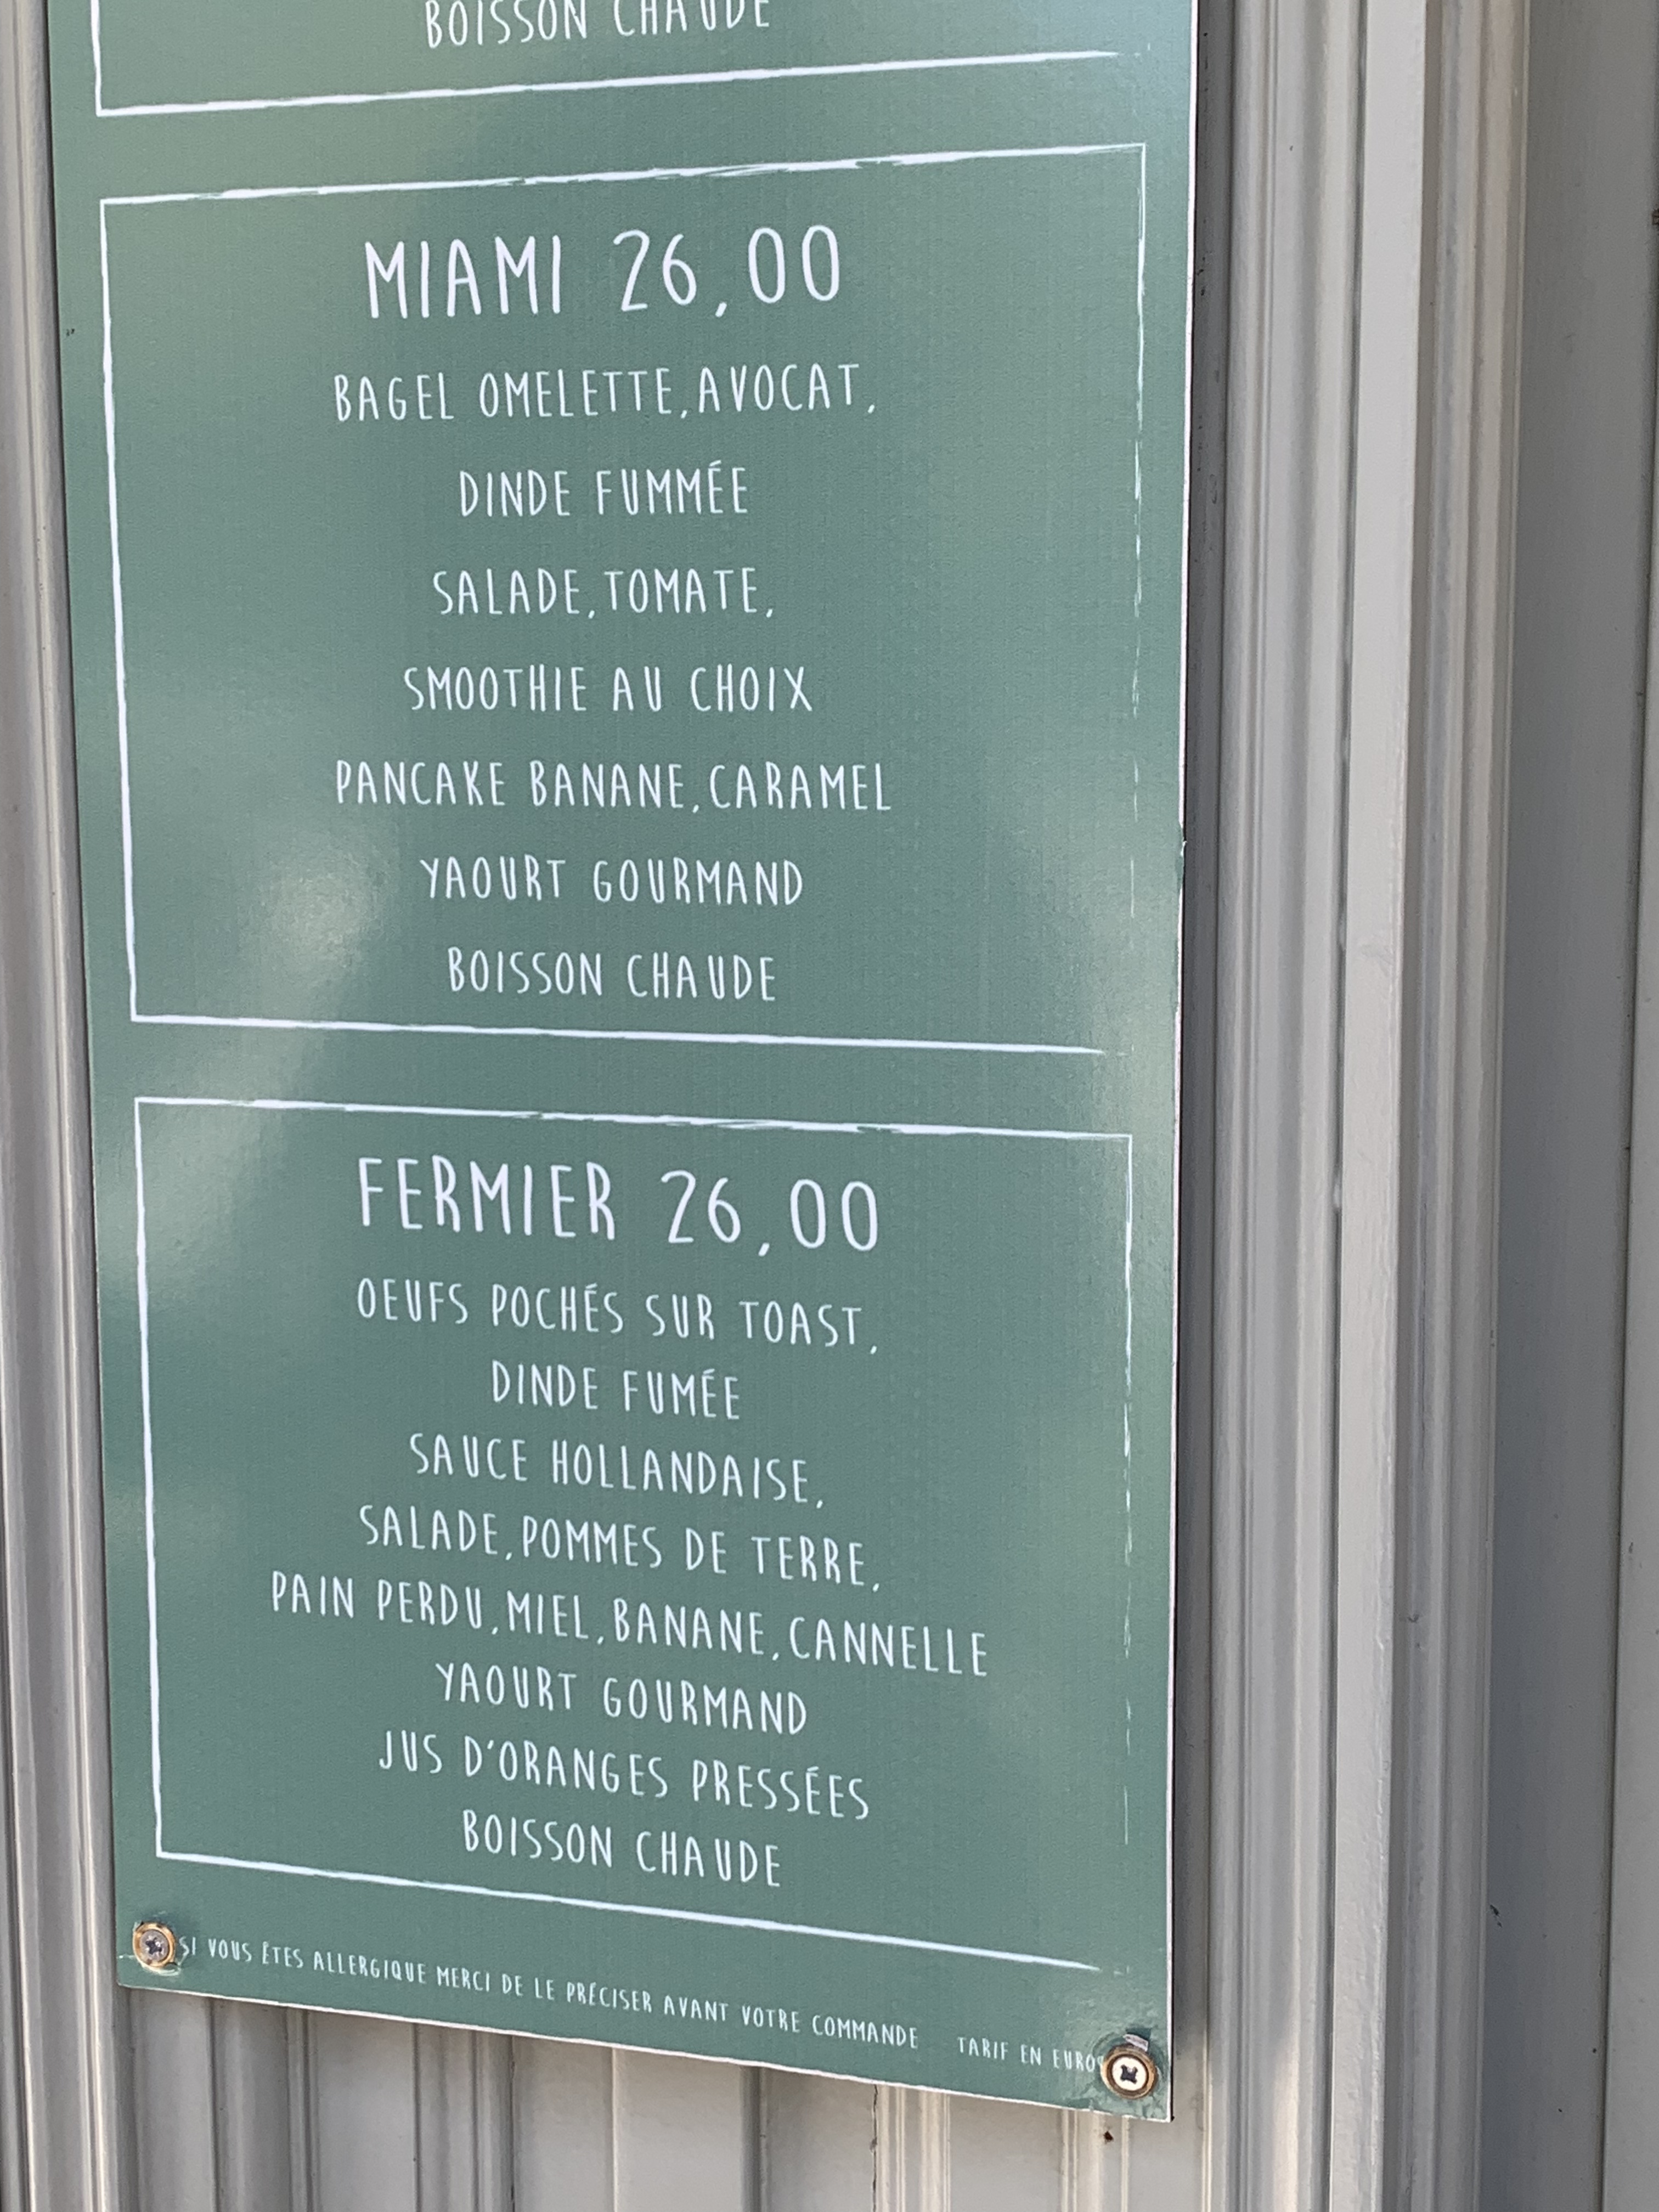 BOISSON CHAUDE
MIAMI 26,00
BAGEL OMELETTE,AVOCAT,
DINDE FUMMÉE
SALADE,TOMATE,
SMOOTHIE AU CHOIX
PANCAKE BANANE,CARAMEL
YAOURT GOURMAND
BOISSON CHAUDE
FERMIER 26,00
OEUFS POCHÉS SUR TOAST,
DINDE FUMÉE
SAUCE HOLLANDAISE,
SALADE,POMMES DE TERRE,
PAIN PERDU,MIEL,BANANE,CANNELLE
YAOURT GOURMAND
JUS D'ORANGES PRESSÉES
BOISSON CHAUDE
SI VOUS ÊTES ALLERGIQUE MERCI DE LE PRÉCISER AVANT VOTRE COMMANDE TARIF EN EUROS